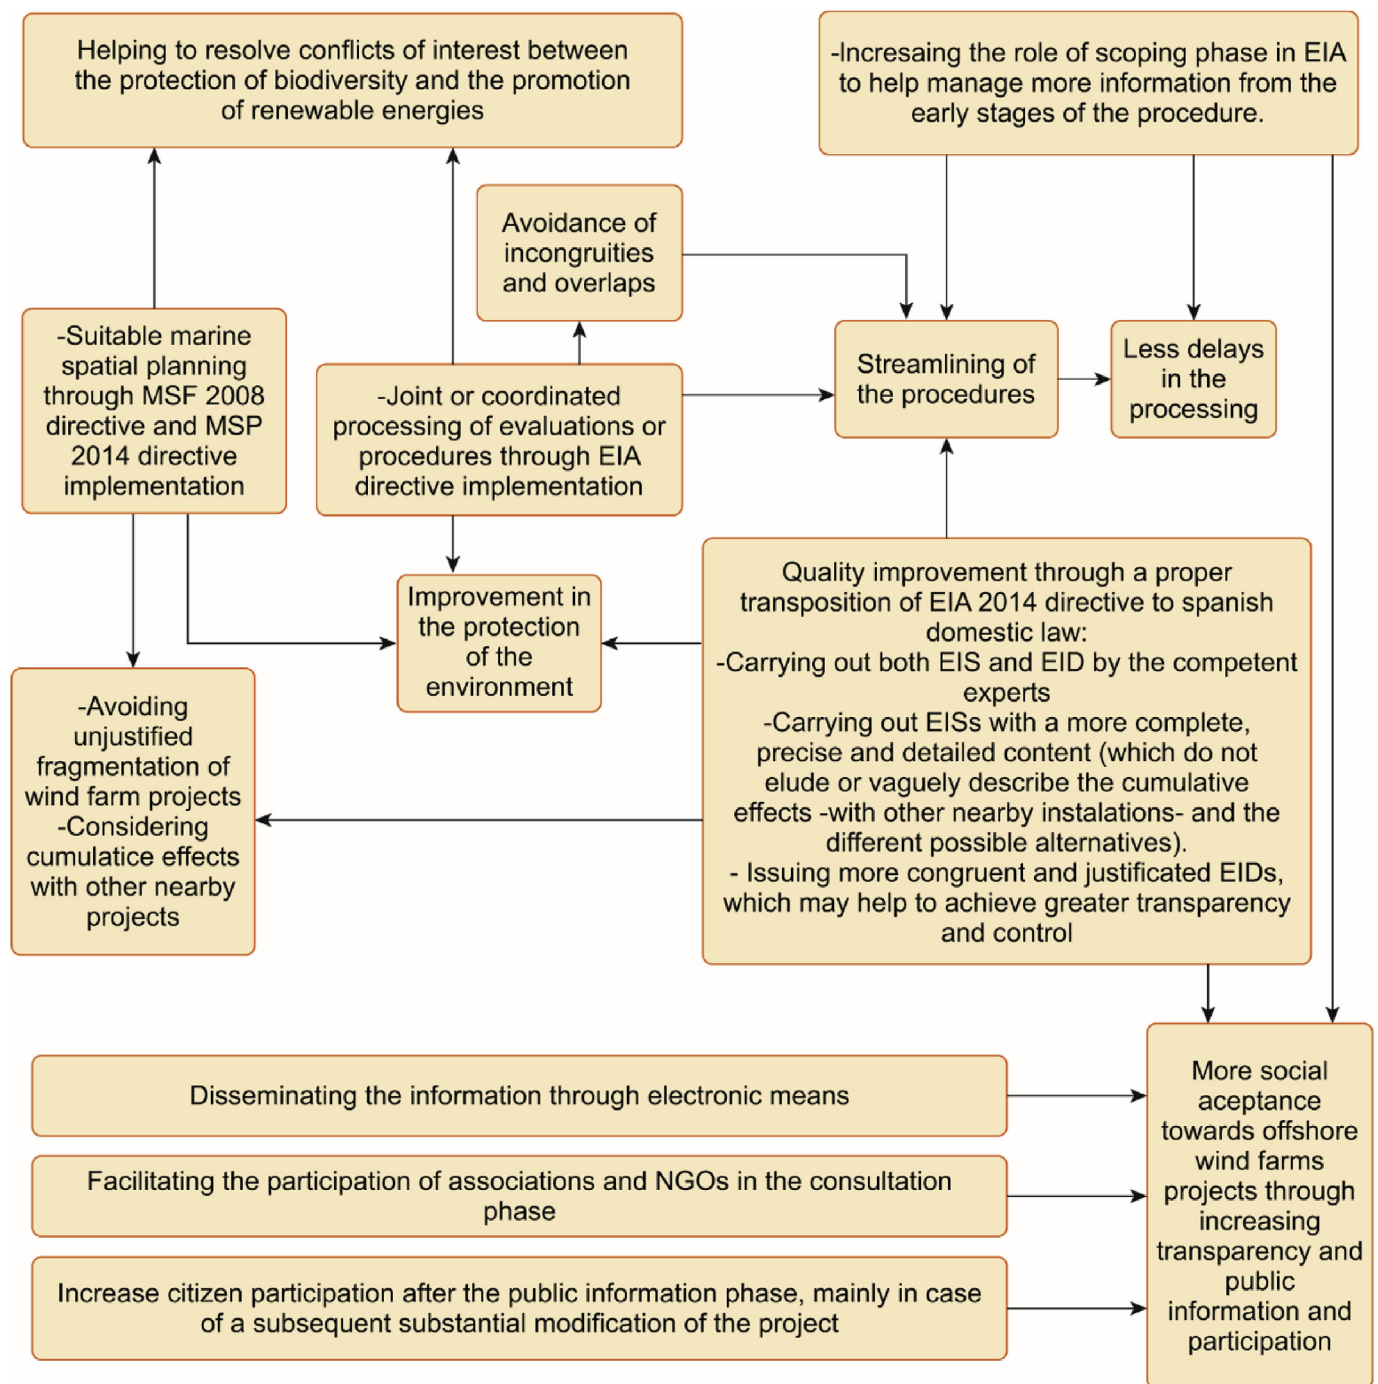 Helping to resolve conflicts of interest between
the protection of biodiversity and the promotion
of renewable energies
-Incresaing the role of scoping phase in EIA
to help manage more information from the
early stages of the procedure.
Avoidance of
incongruities
and overlaps
-Suitable marine
spatial planning
through MSF 2008
directive and MSP
2014 directive
implementation
-Joint or coordinated
processing of evaluations or
procedures through EIA
directive implementation
Streamlining of
the procedures
Less delays
in the
processing
Improvement in
the protection
of the
environment
Quality improvement through a proper
transposition of EIA 2014 directive to spanish
domestic law:
-Carrying out both EIS and EID by the competent
experts
-Carrying out EISs with a more complete,
precise and detailed content (which do not
elude or vaguely describe the cumulative
effects -with other nearby instalations- and the
different possible alternatives).
- Issuing more congruent and justificated EIDs,
which may help to achieve greater transparency
and control
-Avoiding
unjustified
fragmentation of
wind farm projects
-Considering
cumulatice effects
with other nearby
projects
Disseminating the information through electronic means
Facilitating the participation of associations and NGOs in the consultation
phase
Increase citizen participation after the public information phase, mainly in case
of a subsequent substantial modification of the project
More social
aceptance
towards offshore
wind farms
projects through
increasing
transparency and
public
information and
participation